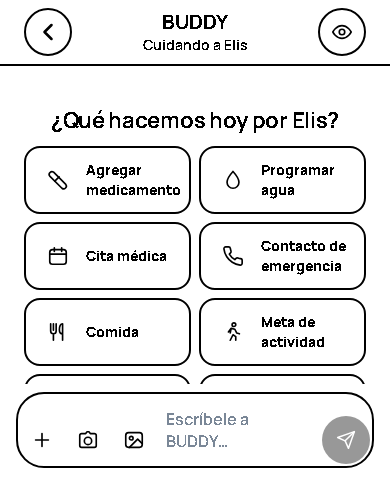 BUDDY
Cuidando a Elis
¿Qué hacemos hoy por Elis?
Agregar
medicamento
Programar
agua
Cita médica
Contacto de
emergencia
Comida
Meta de
actividad
Escríbele a
BUDDY...